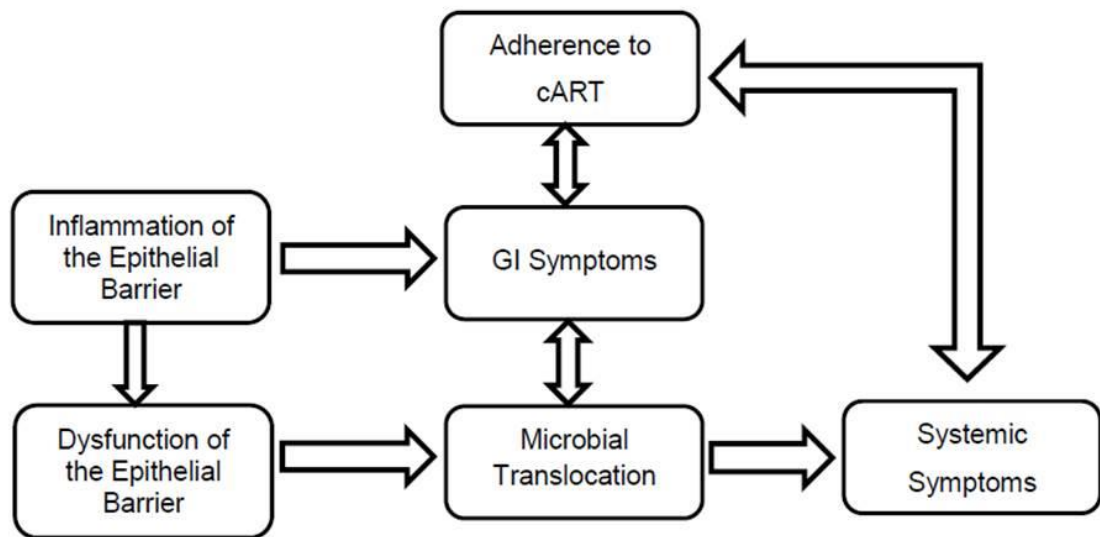 Adherence to
cART
Inflammation of
the Epithelial
Barrier
GI Symptoms
Dysfunction of
the Epithelial
Barrier
Microbial
Translocation
Systemic
Symptoms